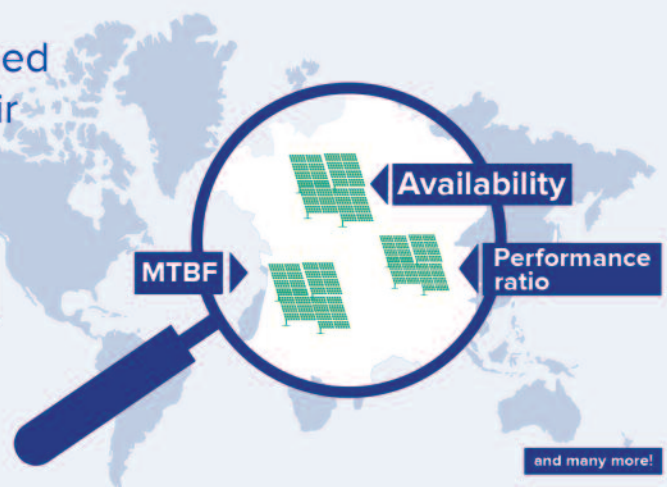 ed
ir
Availability
MTBF
Performance
ratio
and many more!